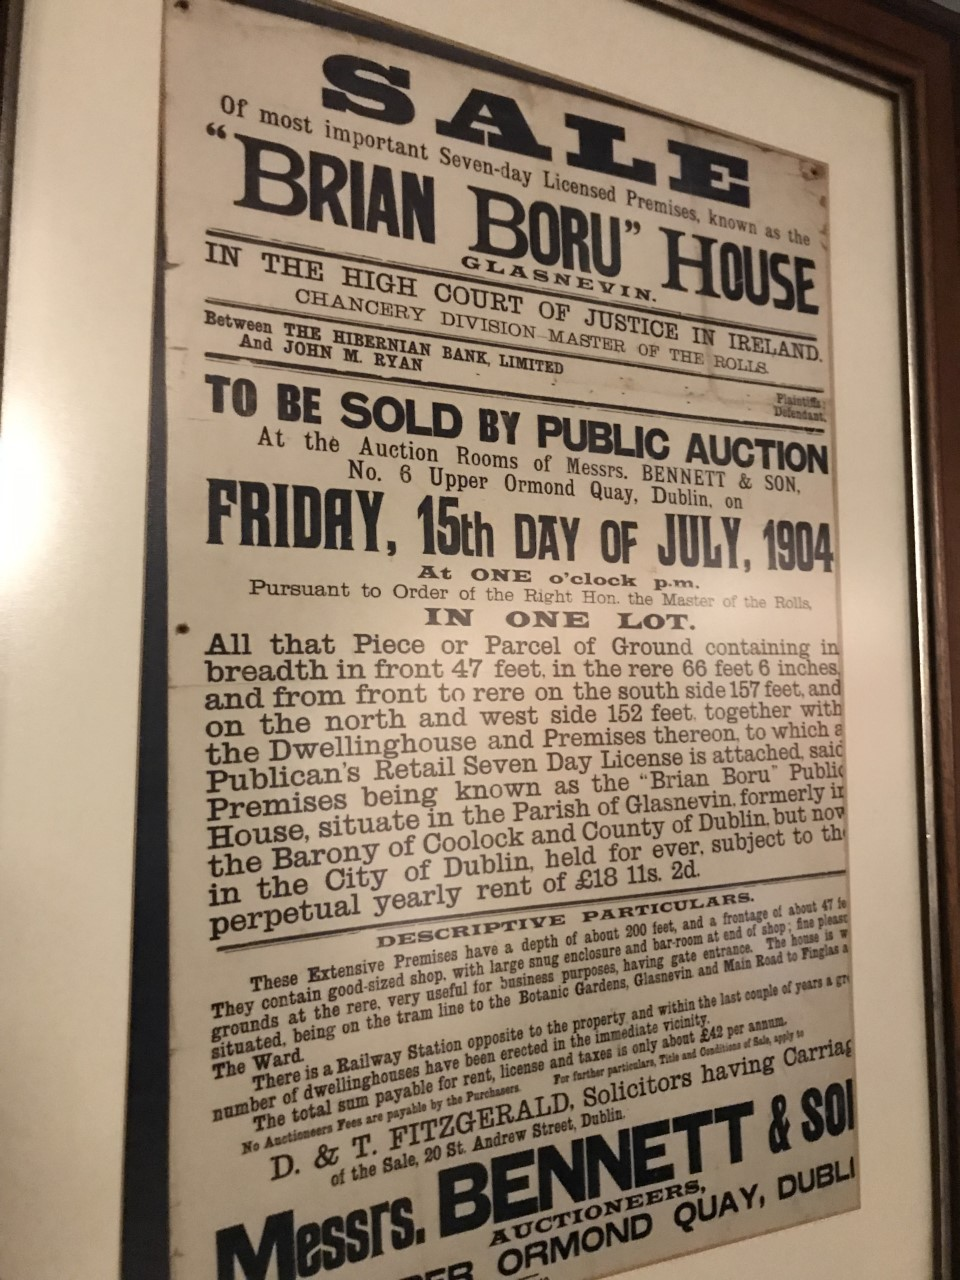 SALE
Of most important Seven-day Licensed Premises, known as the
“BRIAN BORU” HOUSE
GLASNEVIN.
IN THE HIGH COURT OF JUSTICE IN IRELAND.
CHANCERY DIVISION MASTER OF THE ROLLS
Between THE HIBERNIAN BANK, LIMITED Plaintiffs;
And JOHN M. RYAN Defendant.
TO BE SOLD BY PUBLIC AUCTION
At the Auction Rooms of Messrs. BENNETT & SON,
No. 6 Upper Ormond Quay, Dublin, on
FRIDAY, 15th DAY OF JULY, 1904
At ONE o'clock p.m.
Pursuant to Order of the Right Hon. the Master of the Rolls,
IN ONE LOT.
All that Piece or Parcel of Ground containing in
breadth in front 47 feet, in the rere 66 feet 6 inches,
and from front to rere on the south side 157 feet, and
on the north and west side 152 feet, together with
the Dwellinghouse and Premises thereon, to which a
Publican's Retail Seven Day License is attached, said
Premises being known as the “Brian Boru” Public
House, situate in the Parish of Glasnevin, formerly in
the Barony of Coolock and County of Dublin, but now
in the City of Dublin, held for ever, subject to the
perpetual yearly rent of £18 11s. 2d.
DESCRIPTIVE PARTICULARS.
These Extensive Premises have a depth of about 200 feet, and a frontage of about 47 fe
They contain good-sized shop, with large snug enclosure and bar-room at end of shop; fine pleasu
grounds at the rere, very useful for business purposes, having gate entrance. The house is w
situated, being on the tram line to the Botanic Gardens, Glasnevin and Main Road to Finglas a
The Ward.
There is a Railway Station opposite to the property and within the last couple of years a gre
number of dwellinghouses have been erected in the immediate vicinity.
The total sum payable for rent, license and taxes is only about £42 per annum.
No Auctioneers Fees are payable by the Purchasers. For further particulars, Title and Conditions of Sale, apply to
D. & T. FITZGERALD, Solicitors having Carriag
of the Sale, 20 St. Andrew Street, Dublin.
Messrs. BENNETT & SON
AUCTIONEERS,
PER ORMOND QUAY, DUBLI